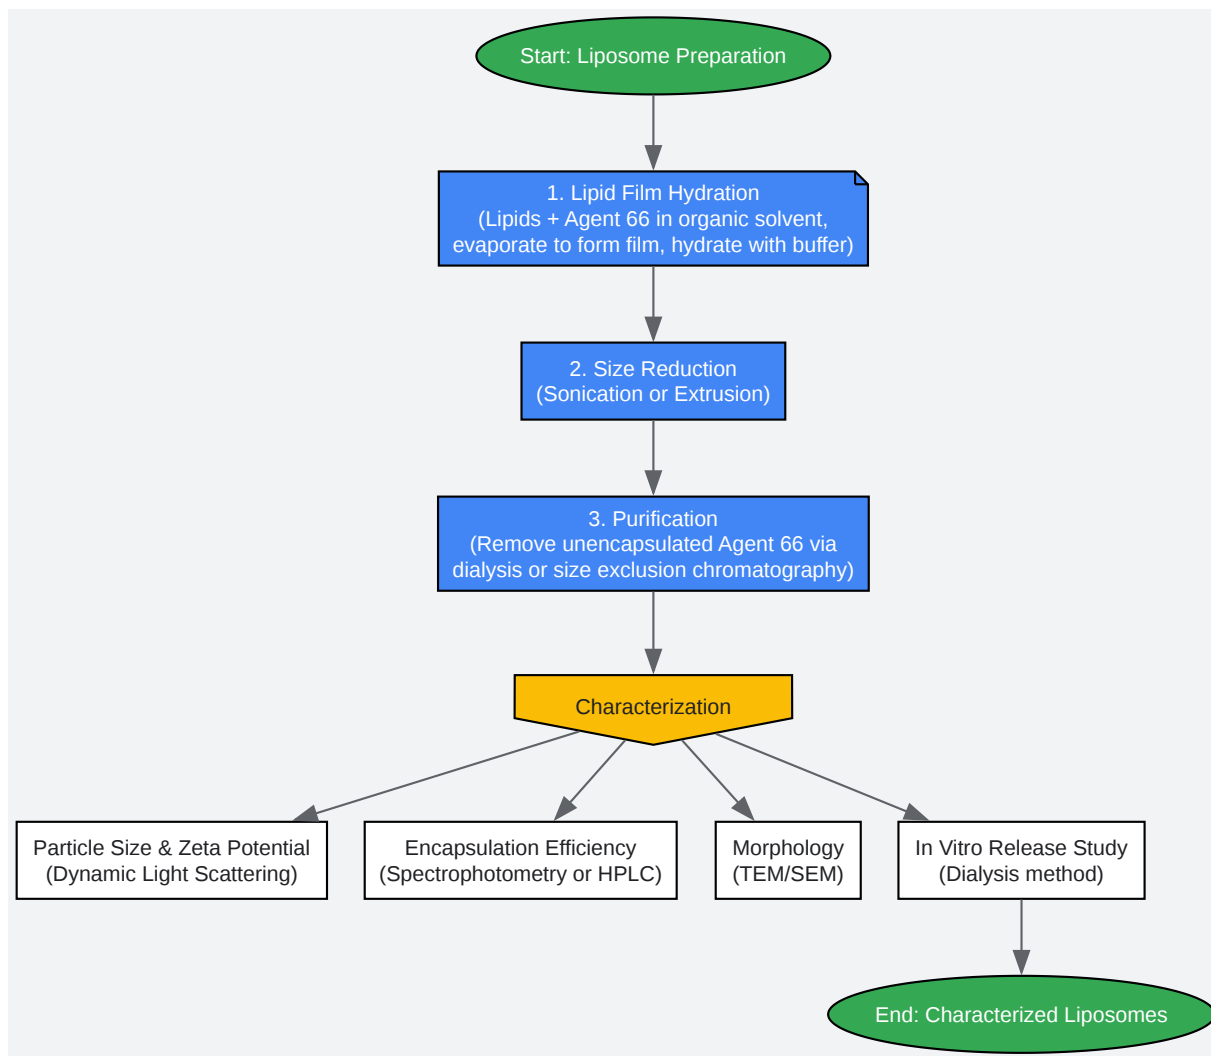 Start: Liposome Preparation
1. Lipid Film Hydration
(Lipids + Agent 66 in organic solvent,
evaporate to form film, hydrate with buffer)
2. Size Reduction
(Sonication or Extrusion)
3. Purification
(Remove unencapsulated Agent 66 via
dialysis or size exclusion chromatography)
Characterization
Particle Size & Zeta Potential
(Dynamic Light Scattering)
Encapsulation Efficiency
(Spectrophotometry or HPLC)
Morphology
(TEM/SEM)
In Vitro Release Study
(Dialysis method)
End: Characterized Liposomes